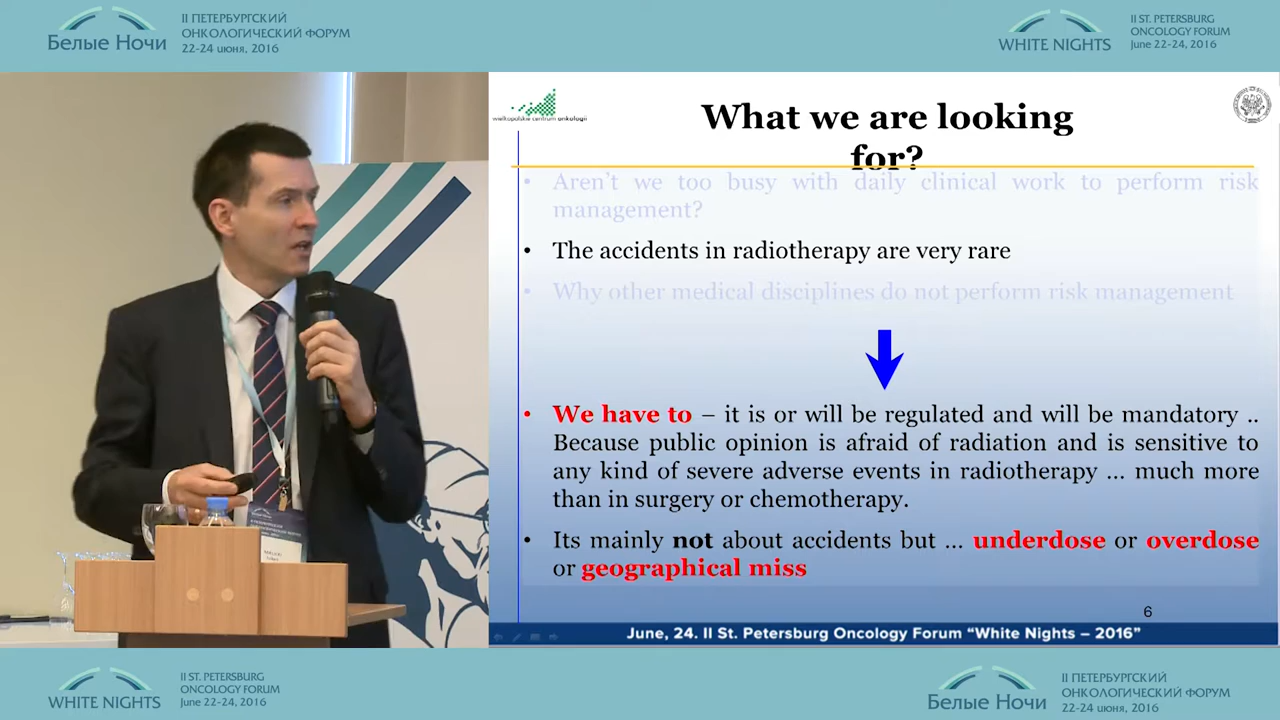 II ПЕТЕРБУРГСКИЙ
ОНКОЛОГИЧЕСКИЙ ФОРУМ
22-24 июня, 2016
Белые Ночи
WHITE NIGHTS
II ST. PETERSBURG
ONCOLOGY FORUM
June 22-24, 2016
wielkopolskie centrum onkologii
What we are looking
for?
• Aren't we too busy with daily clinical work to perform risk
management?
• The accidents in radiotherapy are very rare
• Why other medical disciplines do not perform risk management
• We have to – it is or will be regulated and will be mandatory ..
Because public opinion is afraid of radiation and is sensitive to
any kind of severe adverse events in radiotherapy ... much more
than in surgery or chemotherapy.
• Its mainly not about accidents but ... underdose or overdose
or geographical miss
6
June, 24. II St. Petersburg Oncology Forum "White Nights – 2016"
WHITE NIGHTS
II ST. PETERSBURG
ONCOLOGY FORUM
June 22-24, 2016
Белые Ночи
II ПЕТЕРБУРГСКИЙ
ОНКОЛОГИЧЕСКИЙ ФОРУМ
22-24 июня, 2016